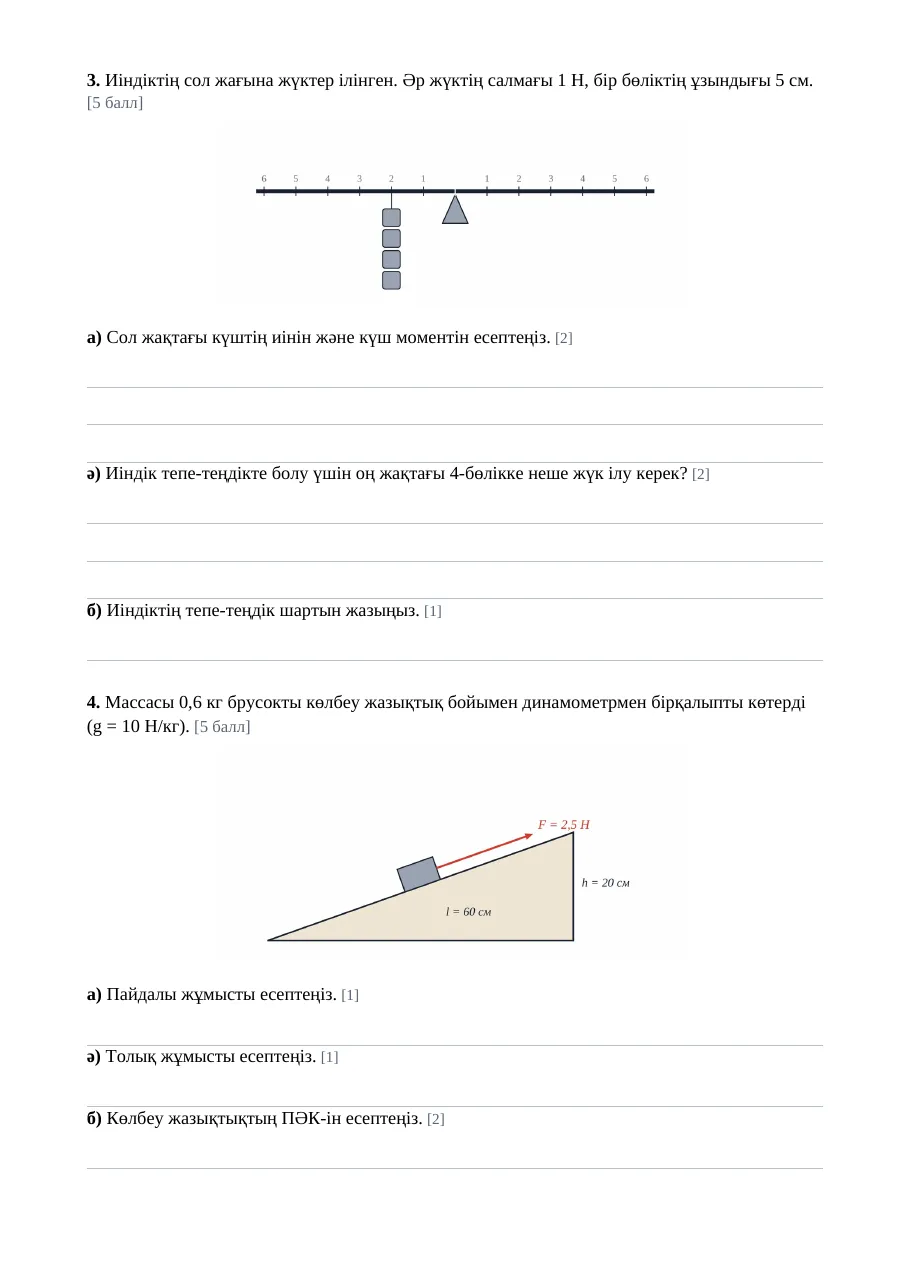 3. Иіндіктің сол жағына жүктер ілінген. Әр жүктің салмағы 1 Н, бір бөліктің ұзындығы 5 см.
[5 балл]
6 5 4 3 2 1 1 2 3 4 5 6
а) Сол жақтағы күштің иінін және күш моментін есептеңіз. [2]
ә) Иіндік тепе-теңдікте болу үшін оң жақтағы 4-бөлікке неше жүк ілу керек? [2]
б) Иіндіктің тепе-теңдік шартын жазыңыз. [1]
4. Массасы 0,6 кг брусокты көлбеу жазықтық бойымен динамометрмен бірқалыпты көтерді
(g = 10 Н/кг). [5 балл]
F = 2,5 Н
h = 20 см
l = 60 см
а) Пайдалы жұмысты есептеңіз. [1]
ә) Толық жұмысты есептеңіз. [1]
б) Көлбеу жазықтықтың ПӘК-ін есептеңіз. [2]